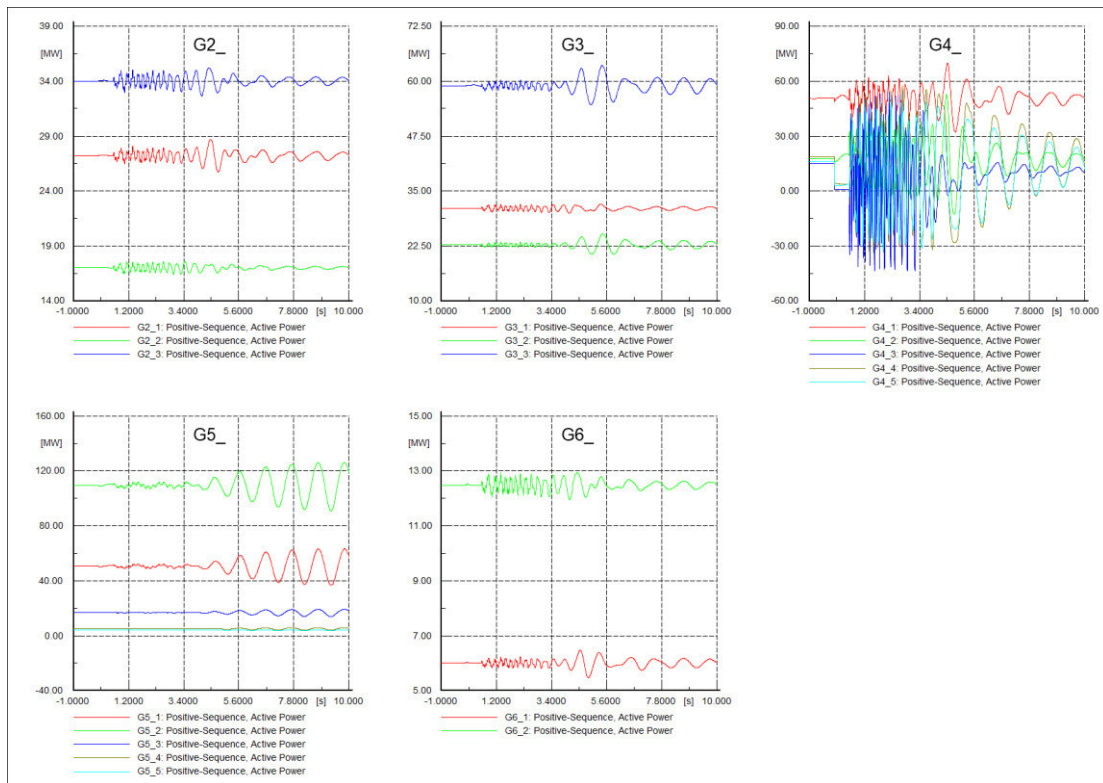 G2_
39.00
[MW]
34.00
29.00
24.00
19.00
14.00
-1.0000 1.2000 3.4000 5.6000 7.8000 [s] 10.000
G2_1: Positive-Sequence, Active Power
G2_2: Positive-Sequence, Active Power
G2_3: Positive-Sequence, Active Power
G3_
72.50
[MW]
60.00
47.50
35.00
22.50
10.00
-1.0000 1.2000 3.4000 5.6000 7.8000 [s] 10.000
G3_1: Positive-Sequence, Active Power
G3_2: Positive-Sequence, Active Power
G3_3: Positive-Sequence, Active Power
G4_
90.00
[MW]
60.00
30.00
0.00
-30.00
-60.00
-1.0000 1.2000 3.4000 5.6000 7.8000 [s] 10.000
G4_1: Positive-Sequence, Active Power
G4_2: Positive-Sequence, Active Power
G4_3: Positive-Sequence, Active Power
G4_4: Positive-Sequence, Active Power
G4_5: Positive-Sequence, Active Power
G5_
160.00
[MW]
120.00
80.00
40.00
0.00
-40.00
-1.0000 1.2000 3.4000 5.6000 7.8000 [s] 10.000
G5_1: Positive-Sequence, Active Power
G5_2: Positive-Sequence, Active Power
G5_3: Positive-Sequence, Active Power
G5_4: Positive-Sequence, Active Power
G5_5: Positive-Sequence, Active Power
G6_
15.00
[MW]
13.00
11.00
9.00
7.00
5.00
-1.0000 1.2000 3.4000 5.6000 7.8000 [s] 10.000
G6_1: Positive-Sequence, Active Power
G6_2: Positive-Sequence, Active Power